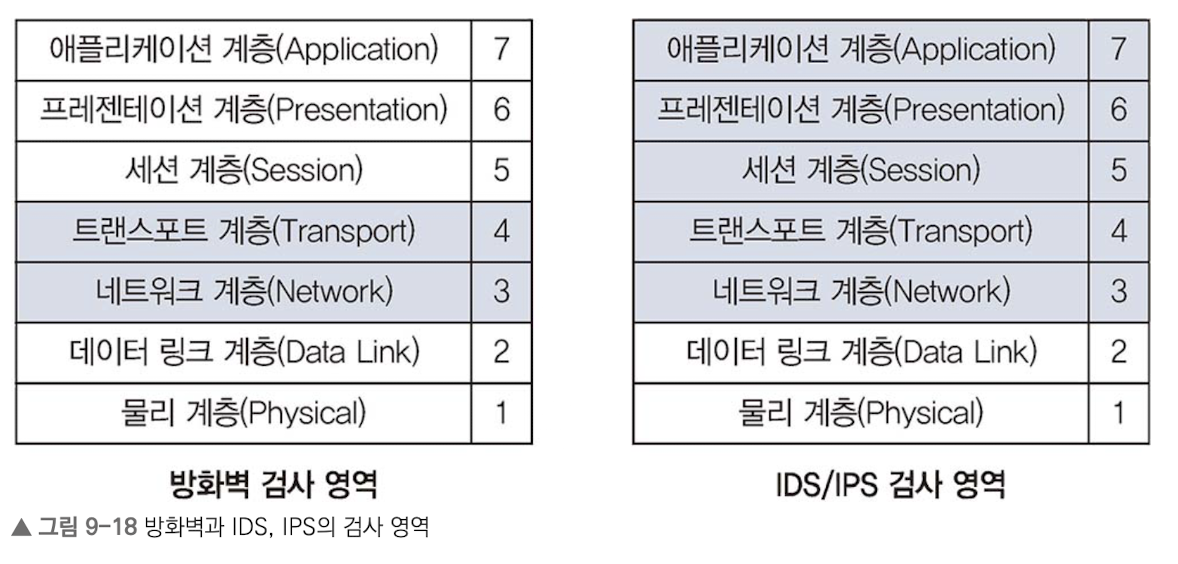 애플리케이션 계층(Application) 7
프레젠테이션 계층(Presentation) 6
세션 계층(Session) 5
트랜스포트 계층(Transport) 4
네트워크 계층(Network) 3
데이터 링크 계층(Data Link) 2
물리 계층(Physical) 1
방화벽 검사 영역
애플리케이션 계층(Application) 7
프레젠테이션 계층(Presentation) 6
세션 계층(Session) 5
트랜스포트 계층(Transport) 4
네트워크 계층(Network) 3
데이터 링크 계층(Data Link) 2
물리 계층(Physical) 1
IDS/IPS 검사 영역
▲ 그림 9-18 방화벽과 IDS, IPS의 검사 영역